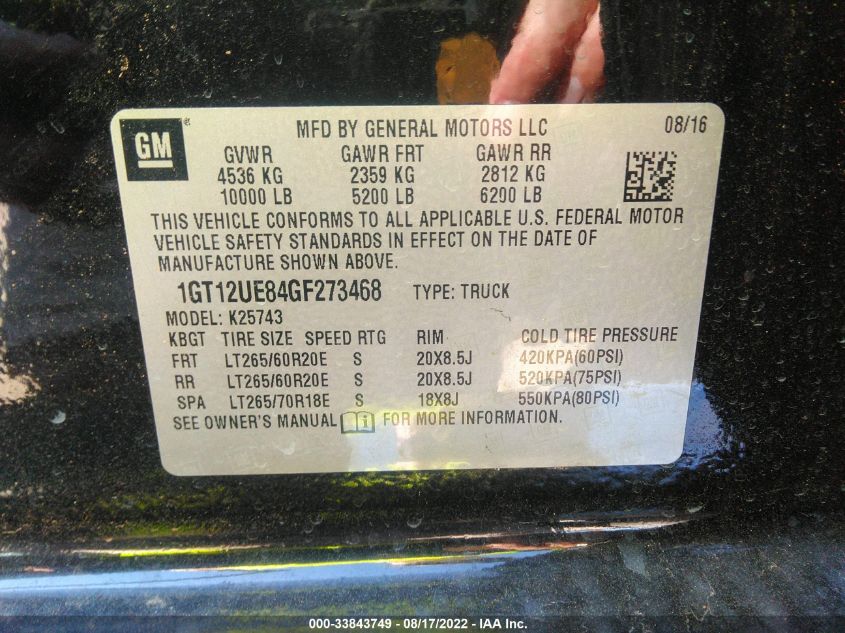 GM
MFD BY GENERAL MOTORS LLC 08/16
GVWR GAWR FRT GAWR RR
4536 KG 2359 KG 2812 KG
10000 LB 5200 LB 6200 LB
THIS VEHICLE CONFORMS TO ALL APPLICABLE U.S. FEDERAL MOTOR
VEHICLE SAFETY STANDARDS IN EFFECT ON THE DATE OF
MANUFACTURE SHOWN ABOVE.
1GT12UE84GF273468 TYPE: TRUCK
MODEL: K25743
KBGT TIRE SIZE SPEED RTG RIM COLD TIRE PRESSURE
FRT LT265/60R20E S 20X8.5J 420KPA(60PSI)
RR LT265/60R20E S 20X8.5J 520KPA(75PSI)
SPA LT265/70R18E S 18X8J 550KPA(80PSI)
SEE OWNER'S MANUAL FOR MORE INFORMATION.
000-33843749 - 08/17/2022 - IAA Inc.